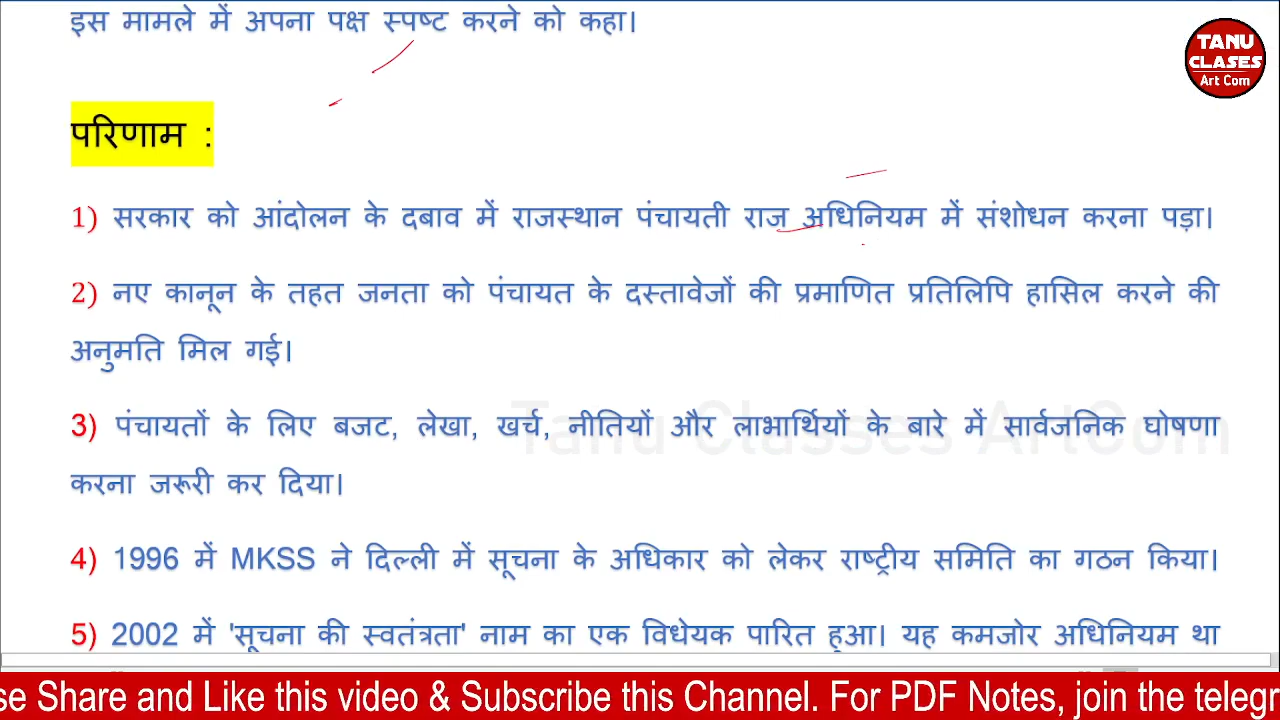 इस मामले में अपना पक्ष स्पष्ट करने को कहा।
TANU
CLASES
Art Com
परिणाम :
1) सरकार को आंदोलन के दबाव में राजस्थान पंचायती राज अधिनियम में संशोधन करना पड़ा।
2) नए कानून के तहत जनता को पंचायत के दस्तावेजों की प्रमाणित प्रतिलिपि हासिल करने की
अनुमति मिल गई।
3) पंचायतों के लिए बजट, लेखा, खर्च, नीतियों और लाभार्थियों के बारे में सार्वजनिक घोषणा
करना जरूरी कर दिया।
Tanu Classes ArtCom
4) 1996 में MKSS ने दिल्ली में सूचना के अधिकार को लेकर राष्ट्रीय समिति का गठन किया।
5) 2002 में 'सूचना की स्वतंत्रता' नाम का एक विधेयक पारित हुआ। यह कमजोर अधिनियम था
se Share and Like this video & Subscribe this Channel. For PDF Notes, join the telegr